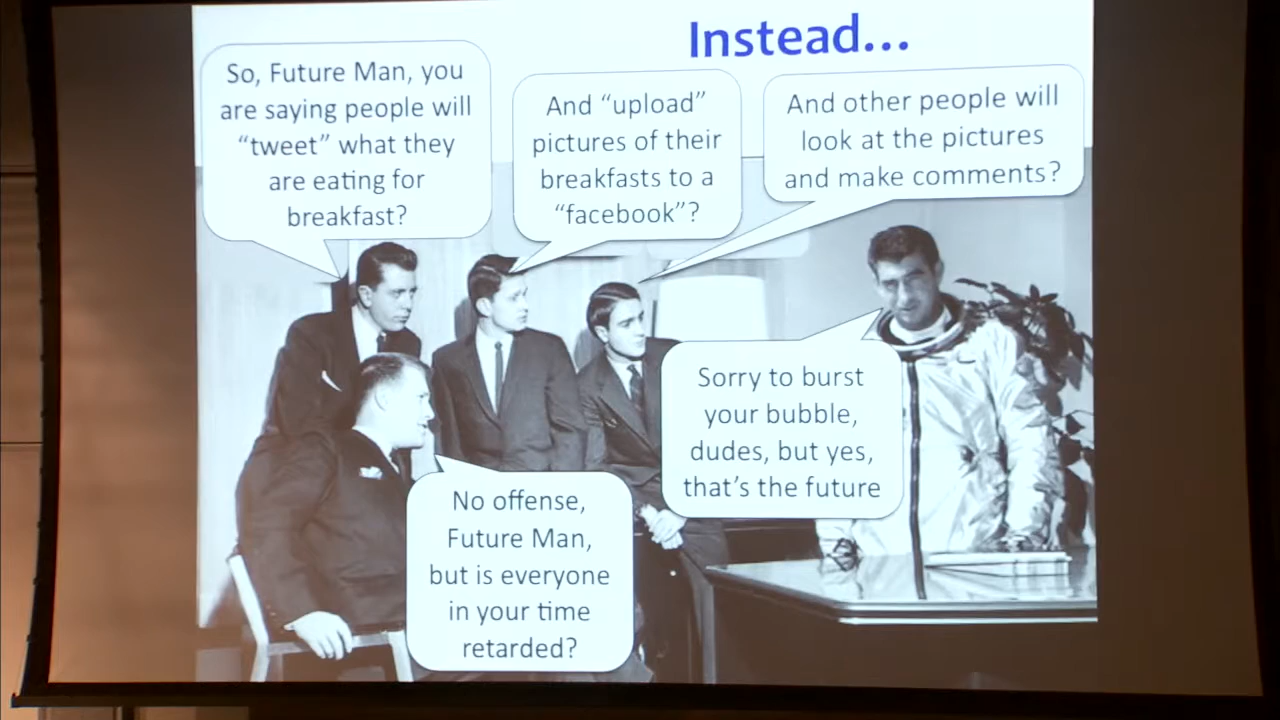 Instead...
So, Future Man, you
are saying people will
“tweet” what they
are eating for
breakfast?
And “upload”
pictures of their
breakfasts to a
“facebook”?
And other people will
look at the pictures
and make comments?
Sorry to burst
your bubble,
dudes, but yes,
that’s the future
No offense,
Future Man,
but is everyone
in your time
retarded?